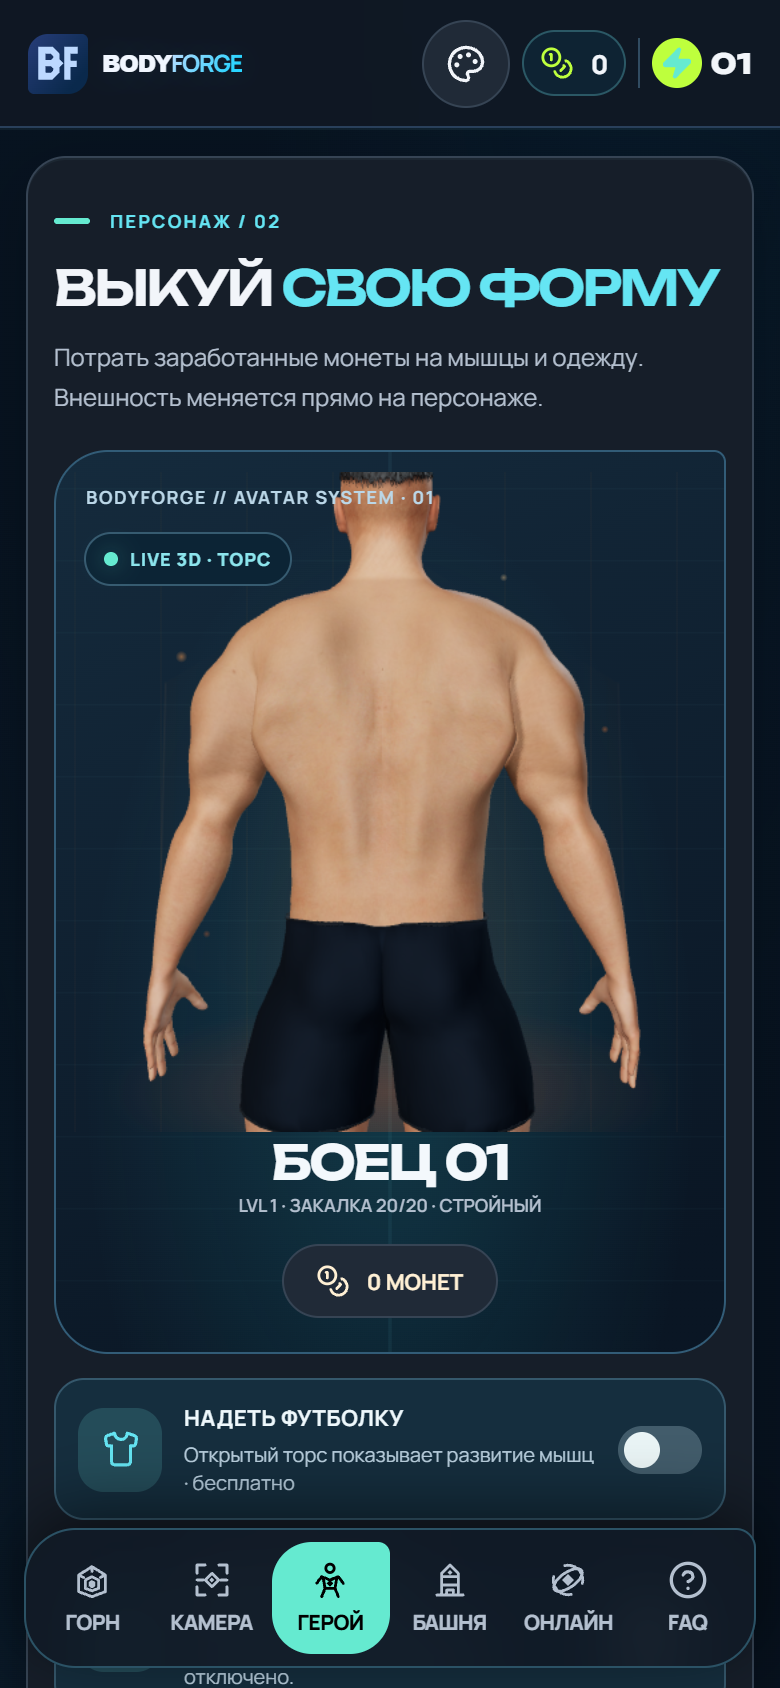 BF BODYFORGE
0
01
ПЕРСОНАЖ / 02
ВЫКУЙ СВОЮ ФОРМУ
Потрать заработанные монеты на мышцы и одежду.
Внешность меняется прямо на персонаже.
BODYFORGE // AVATAR SYSTEM · 01
LIVE 3D · ТОРС
БОЕЦ 01
LVL 1 · ЗАКАЛКА 20/20 · СТРОЙНЫЙ
0 МОНЕТ
НАДЕТЬ ФУТБОЛКУ
Открытый торс показывает развитие мышц
· бесплатно
ГОРН
КАМЕРА
ГЕРОЙ
БАШНЯ
ОНЛАЙН
FAQ
отключено.